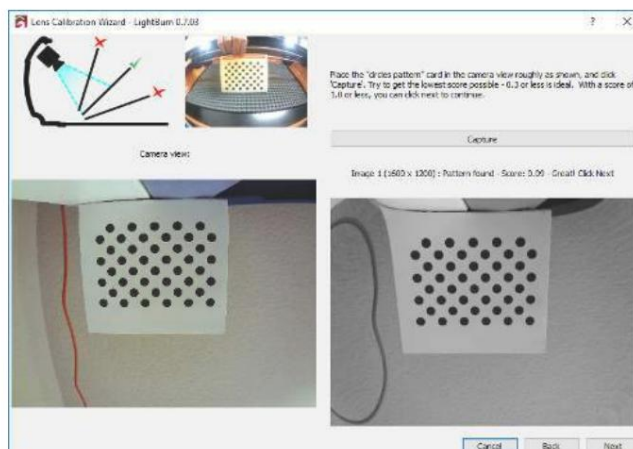 Lens Calibration Wizard - LightBurn 0.7.03
Place the "circles pattern" card in the camera view roughly as shown, and click
'Capture'. Try to get the lowest score possible - 0.3 or less is ideal. With a score of
1.0 or less, you can click next to continue.
Capture
Camera view:
Image 1 (1600 x 1200) : Pattern found - Score: 0.09 - Great! Click Next
Cancel
Back
Next